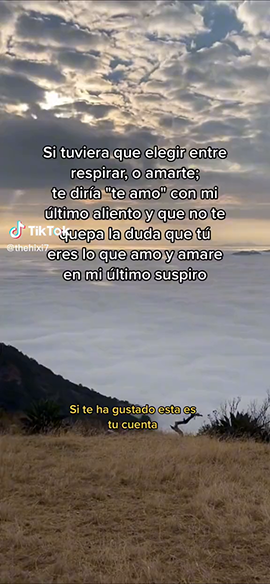 Si tuviera que elegir entre
respirar, o amarte;
te diría "te amo" con mi
último aliento y que no te
quepa la duda que tú
eres lo que amo y amare
en mi último suspiro
TikTok
@thehixi7
Si te ha gustado esta es
tu cuenta